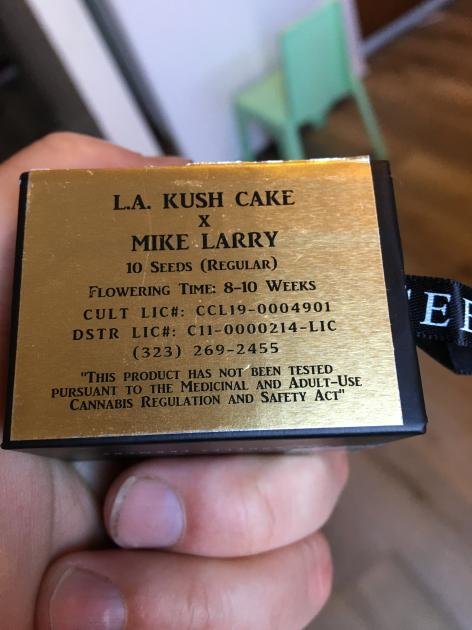 L.A. KUSH CAKE
X
MIKE LARRY
10 SEEDS (REGULAR)
FLOWERING TIME: 8-10 WEEKS
CULT LIC#: CCL19-0004901
DSTR LIC#: C11-0000214-LIC
(323) 269-2455
"THIS PRODUCT HAS NOT BEEN TESTED
PURSUANT TO THE MEDICINAL AND ADULT-USE
CANNABIS REGULATION AND SAFETY ACT"